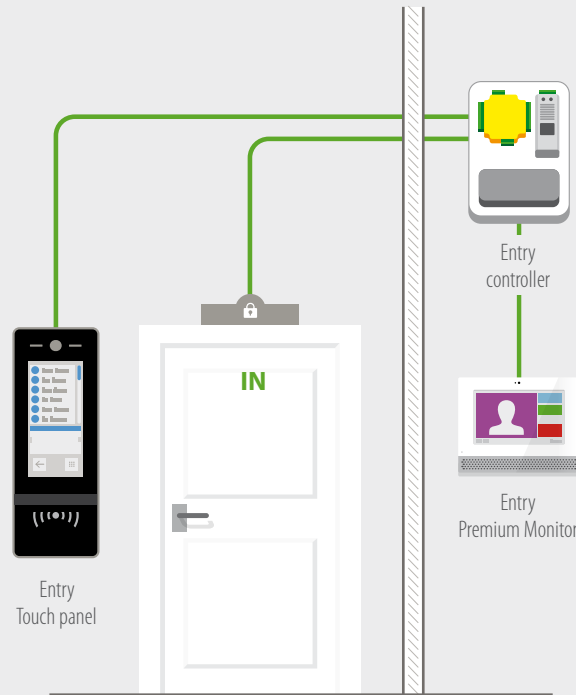 Entry
controller
IN
Entry
Premium Monitor
Entry
Touch panel